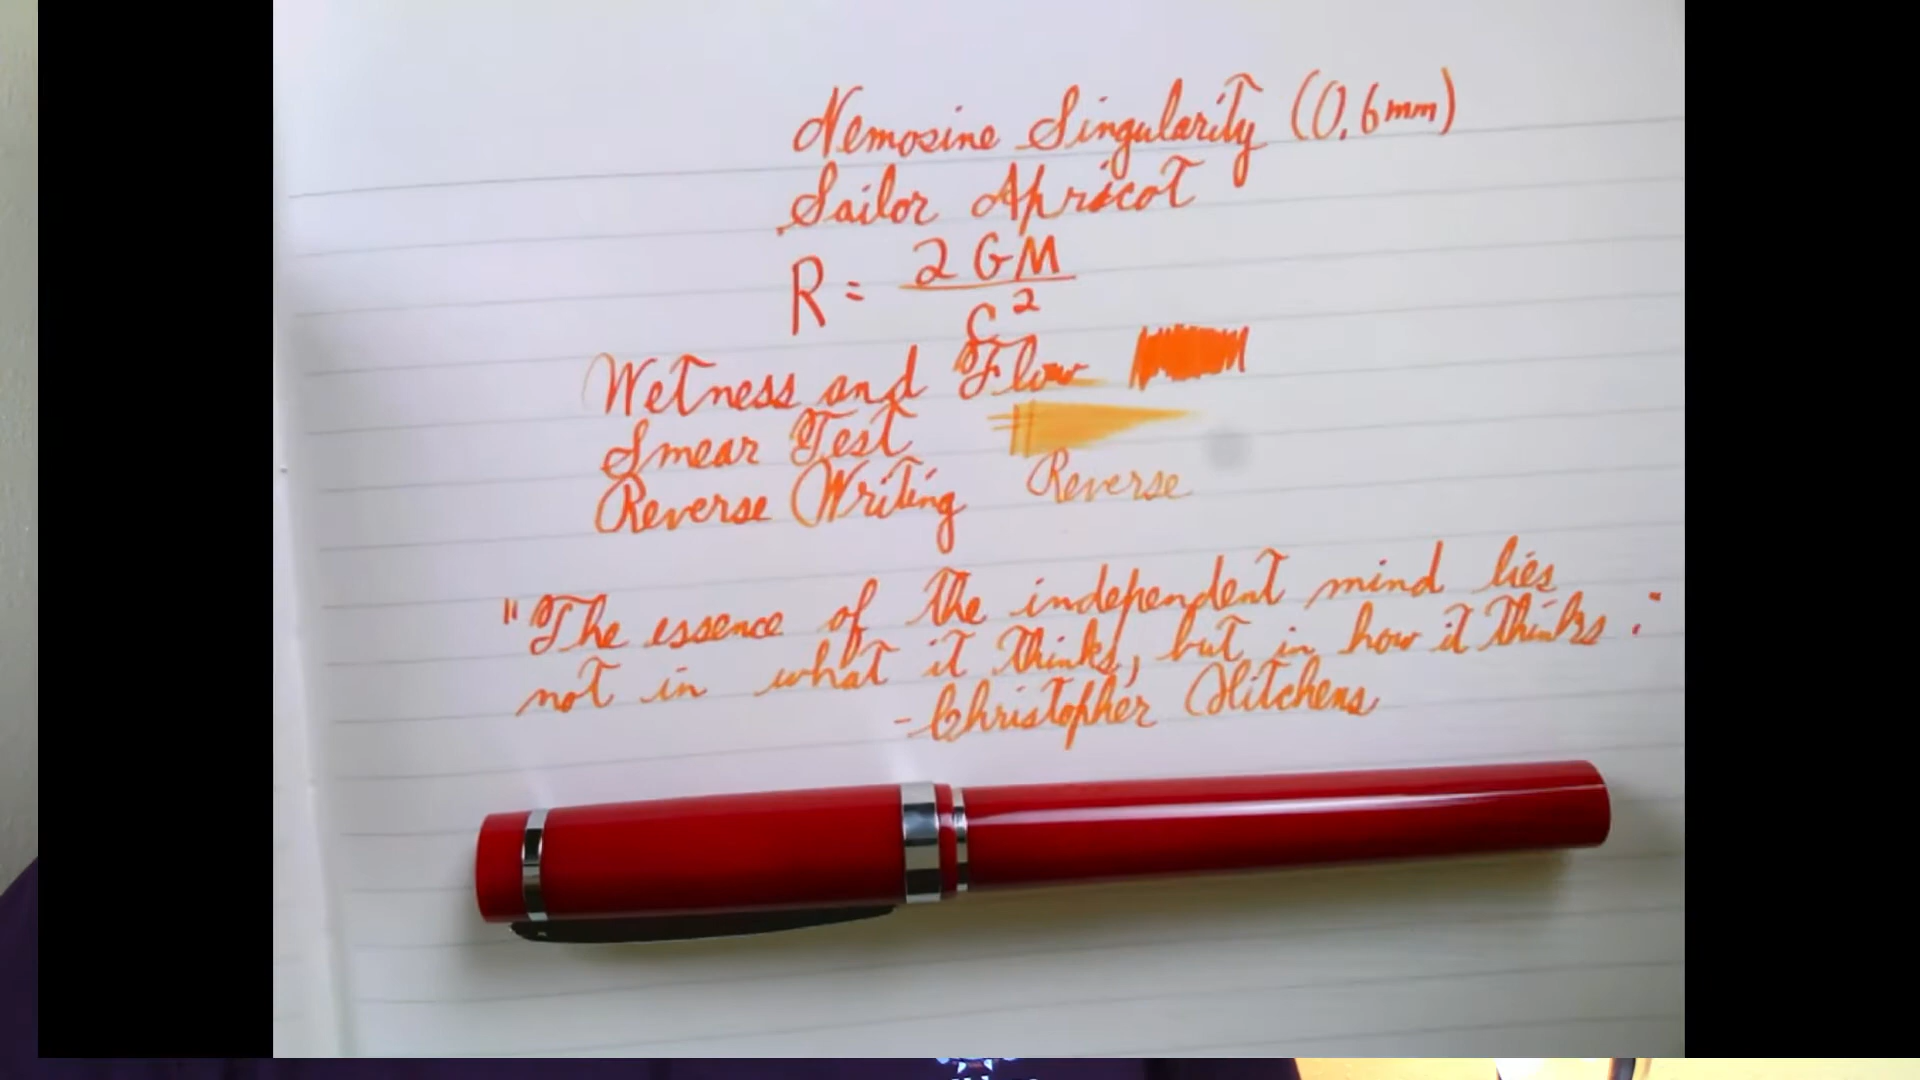 Nemosine Singularity (0.6mm)
Sailor Apricot
R = 2GM
c²
Wetness and Flow
Smear Test
Reverse Writing Reverse
"The essence of the independent mind lies
not in what it thinks, but in how it thinks."
-Christopher Hitchens